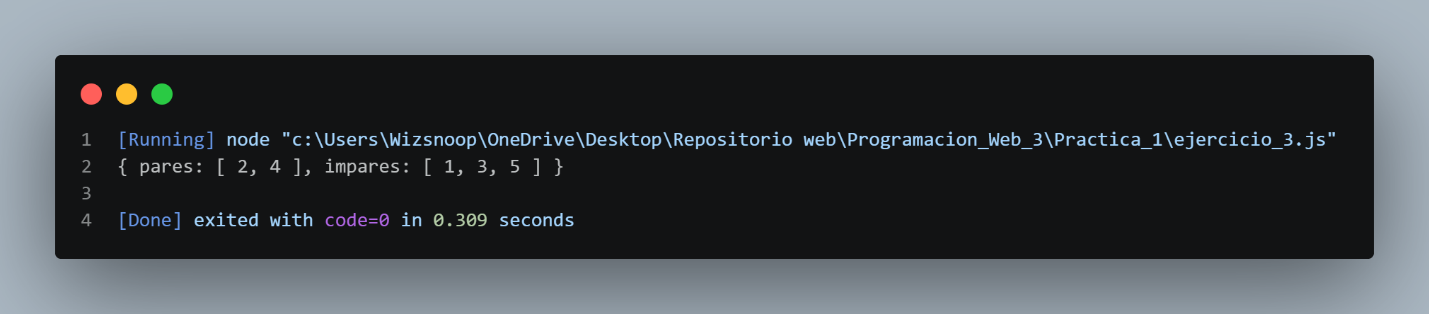 1 [Running] node "c:\Users\Wizsnoop\OneDrive\Desktop\Repositorio web\Programacion_Web_3\Practica_1\ejercicio_3.js"
2 { pares: [ 2, 4 ], impares: [ 1, 3, 5 ] }
3
4 [Done] exited with code=0 in 0.309 seconds